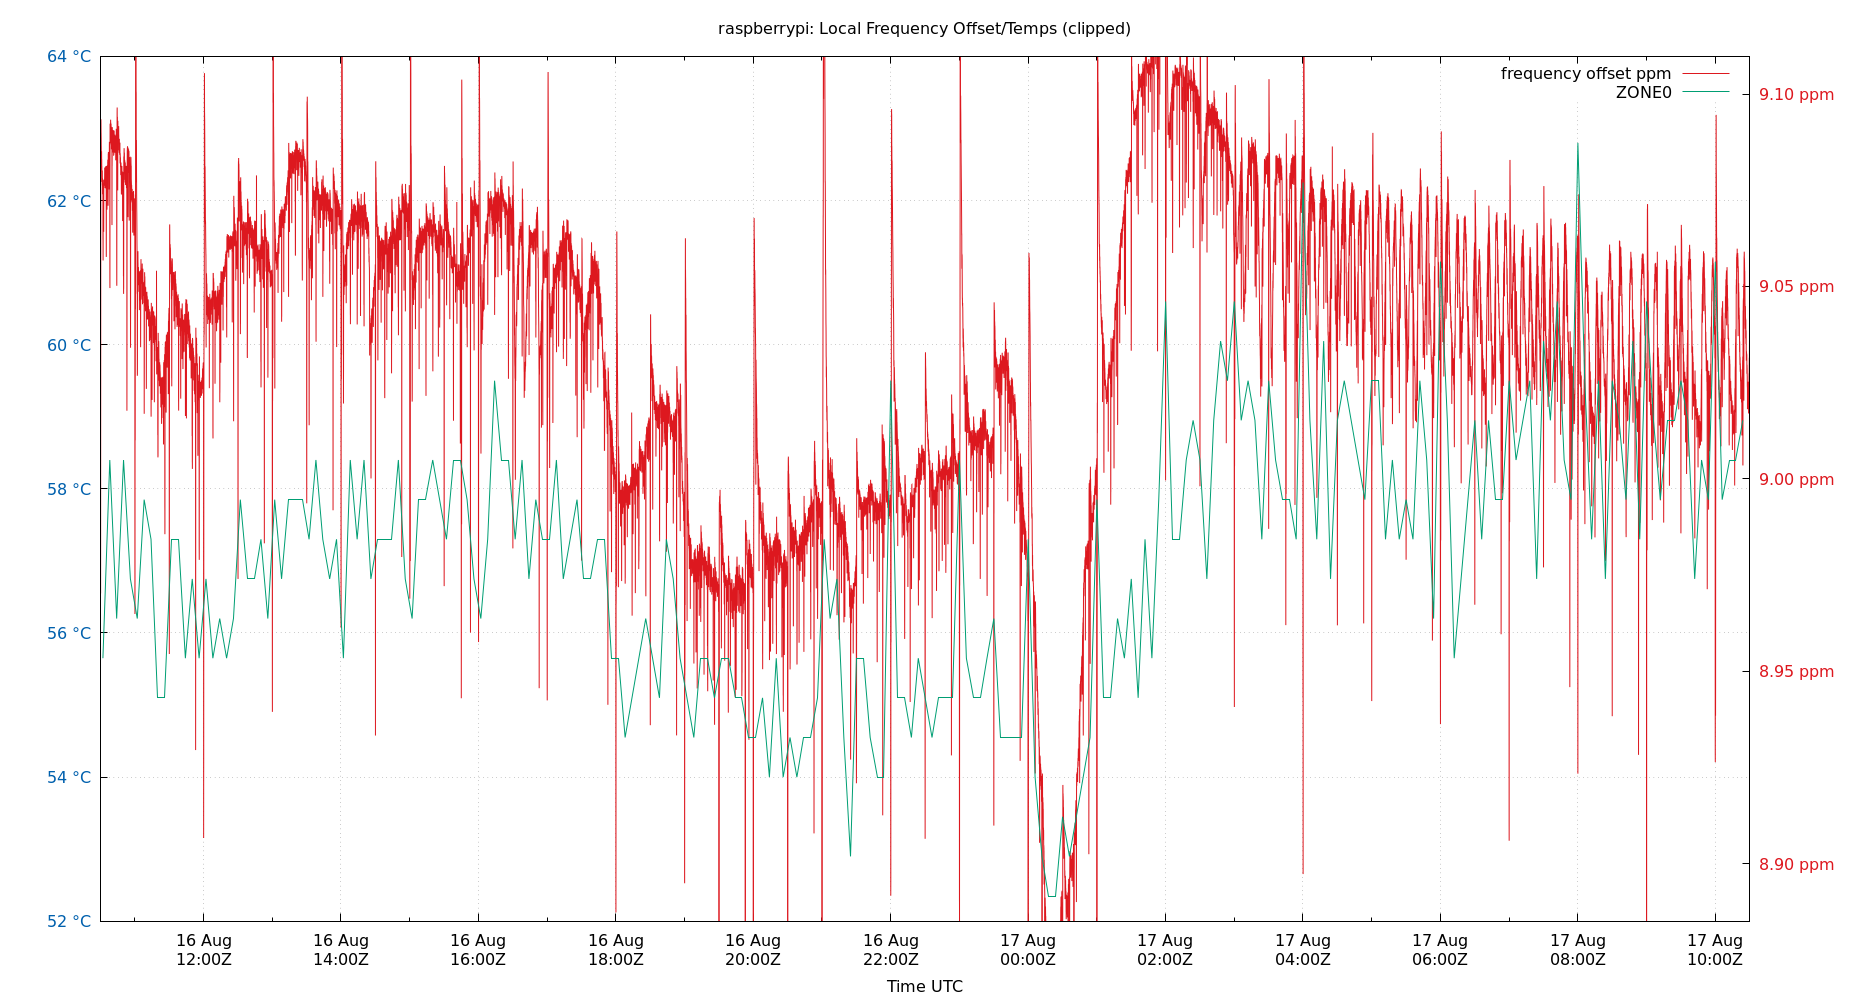 raspberrypi: Local Frequency Offset/Temps (clipped)
64 °C
62 °C
60 °C
58 °C
56 °C
54 °C
52 °C
frequency offset ppm
ZONE0
9.10 ppm
9.05 ppm
9.00 ppm
8.95 ppm
8.90 ppm
16 Aug 16 Aug 16 Aug 16 Aug 16 Aug 16 Aug 17 Aug 17 Aug 17 Aug 17 Aug 17 Aug 17 Aug
12:00Z 14:00Z 16:00Z 18:00Z 20:00Z 22:00Z 00:00Z 02:00Z 04:00Z 06:00Z 08:00Z 10:00Z
Time UTC